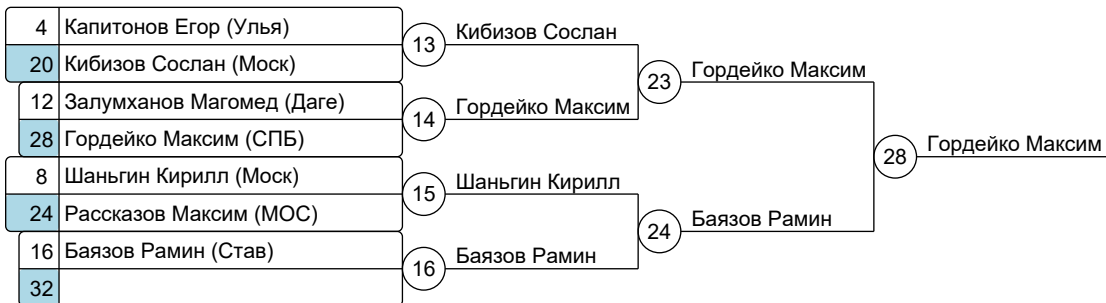 4 Капитонов Егор (Улья)
20 Кибизов Сослан (Моск)
13 Кибизов Сослан
12 Залумханов Магомед (Даге)
28 Гордейко Максим (СПБ)
14 Гордейко Максим
23 Гордейко Максим
8 Шаньгин Кирилл (Моск)
24 Рассказов Максим (МОС)
15 Шаньгин Кирилл
16 Баязов Рамин (Став)
32
16 Баязов Рамин
24 Баязов Рамин
28 Гордейко Максим